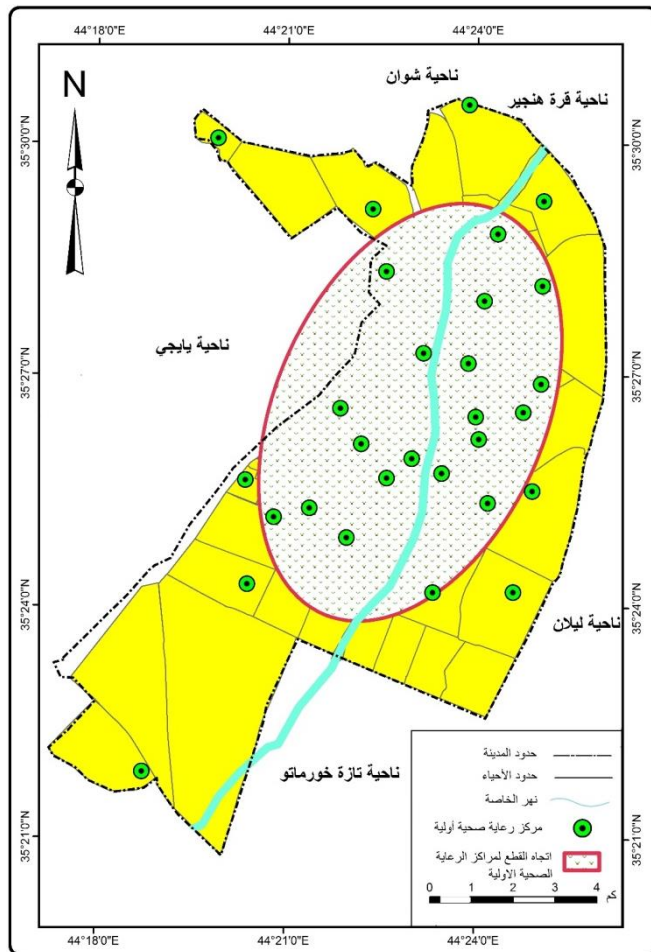 44°18'0"E 44°21'0"E 44°24'0"E
ناحية شوان
ناحية قرة هنجير
N
35°30'0"N 35°30'0"N
ناحية يايجي
35°27'0"N 35°27'0"N
35°24'0"N 35°24'0"N
ناحية ليلان
ناحية تازة خورماتو
حدود المدينة
حدود الأحياء
نهر الخاصة
مركز رعاية صحية أولية
اتجاه القطع لمراكز الرعاية
الصحية الاولية
35°21'0"N 35°21'0"N
0 1 2 3 4 كم
44°18'0"E 44°21'0"E 44°24'0"E